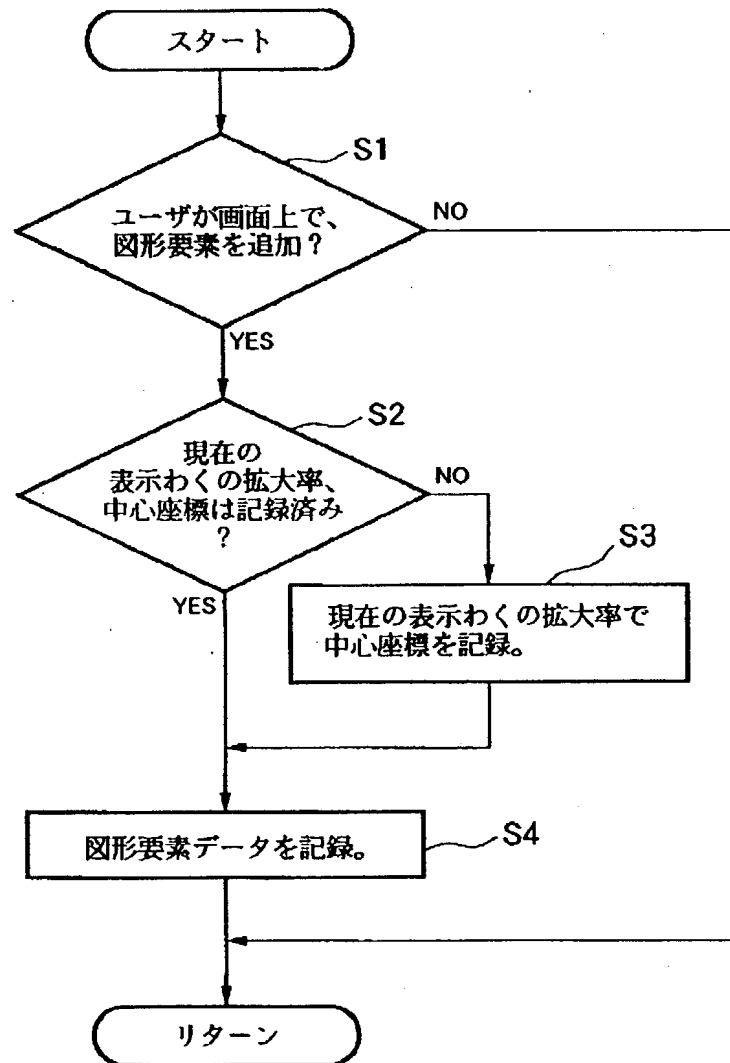 スタート
S1
ユーザが画面上で、
図形要素を追加？
NO
YES
S2
現在の
表示わくの拡大率、
中心座標は記録済み
？
NO
YES
S3
現在の表示わくの拡大率で
中心座標を記録。
図形要素データを記録。
S4
リターン